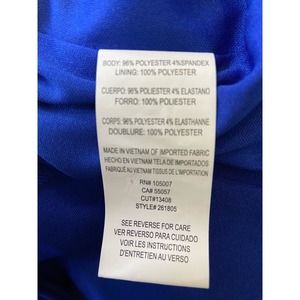 BODY: 96% POLYESTER 4%SPANDEX
LINING: 100% POLYESTER
CUERPO: 96% POLIESTER 4% ELASTANO
FORRO: 100% POLIESTER
CORPS: 96% POLYESTER 4% ELASTHANNE
DOUBLURE: 100% POLYESTER
MADE IN VIETNAM OF IMPORTED FABRIC
HECHO EN VIETNAM TELA DE IMPORTADOS
FABRIQUÉ AU VIETNAM TISSUS DE L'IMPORTANT
RN# 105007
CA# 55057
CUT#13408
STYLE# 261805
SEE REVERSE FOR CARE
VER REVERSO PARA CUIDADO
VOIR LES INSTRUCTIONS
D'ENTRETIEN AU VERSO